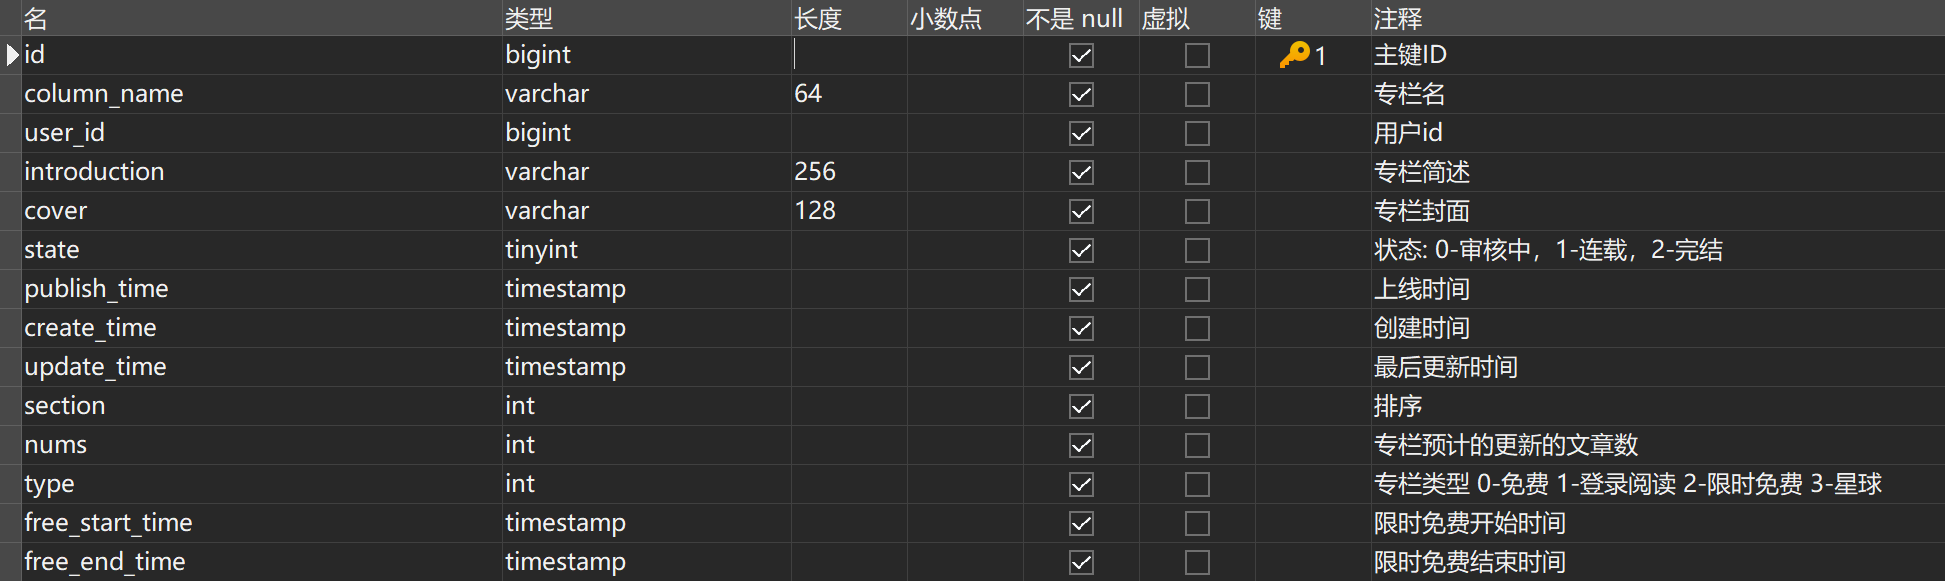 名 类型 长度 小数点 不是 null 虚拟 键 注释
id bigint 1 主键ID
column_name varchar 64 专栏名
user_id bigint 用户id
introduction varchar 256 专栏简述
cover varchar 128 专栏封面
state tinyint 状态: 0-审核中，1-连载，2-完结
publish_time timestamp 上线时间
create_time timestamp 创建时间
update_time timestamp 最后更新时间
section int 排序
nums int 专栏预计的更新的文章数
type int 专栏类型 0-免费 1-登录阅读 2-限时免费 3-星球
free_start_time timestamp 限时免费开始时间
free_end_time timestamp 限时免费结束时间